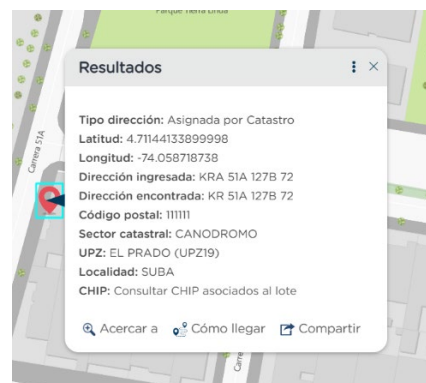 Parque Tierra Linda
Resultados
Carrera 51A
Tipo dirección: Asignada por Catastro
Latitud: 4.71144133899998
Longitud: -74.058718738
Dirección ingresada: KRA 51A 127B 72
Dirección encontrada: KR 51A 127B 72
Código postal: 111111
Sector catastral: CANODROMO
UPZ: EL PRADO (UPZ19)
Localidad: SUBA
CHIP: Consultar CHIP asociados al lote
Acercar a Cómo llegar Compartir